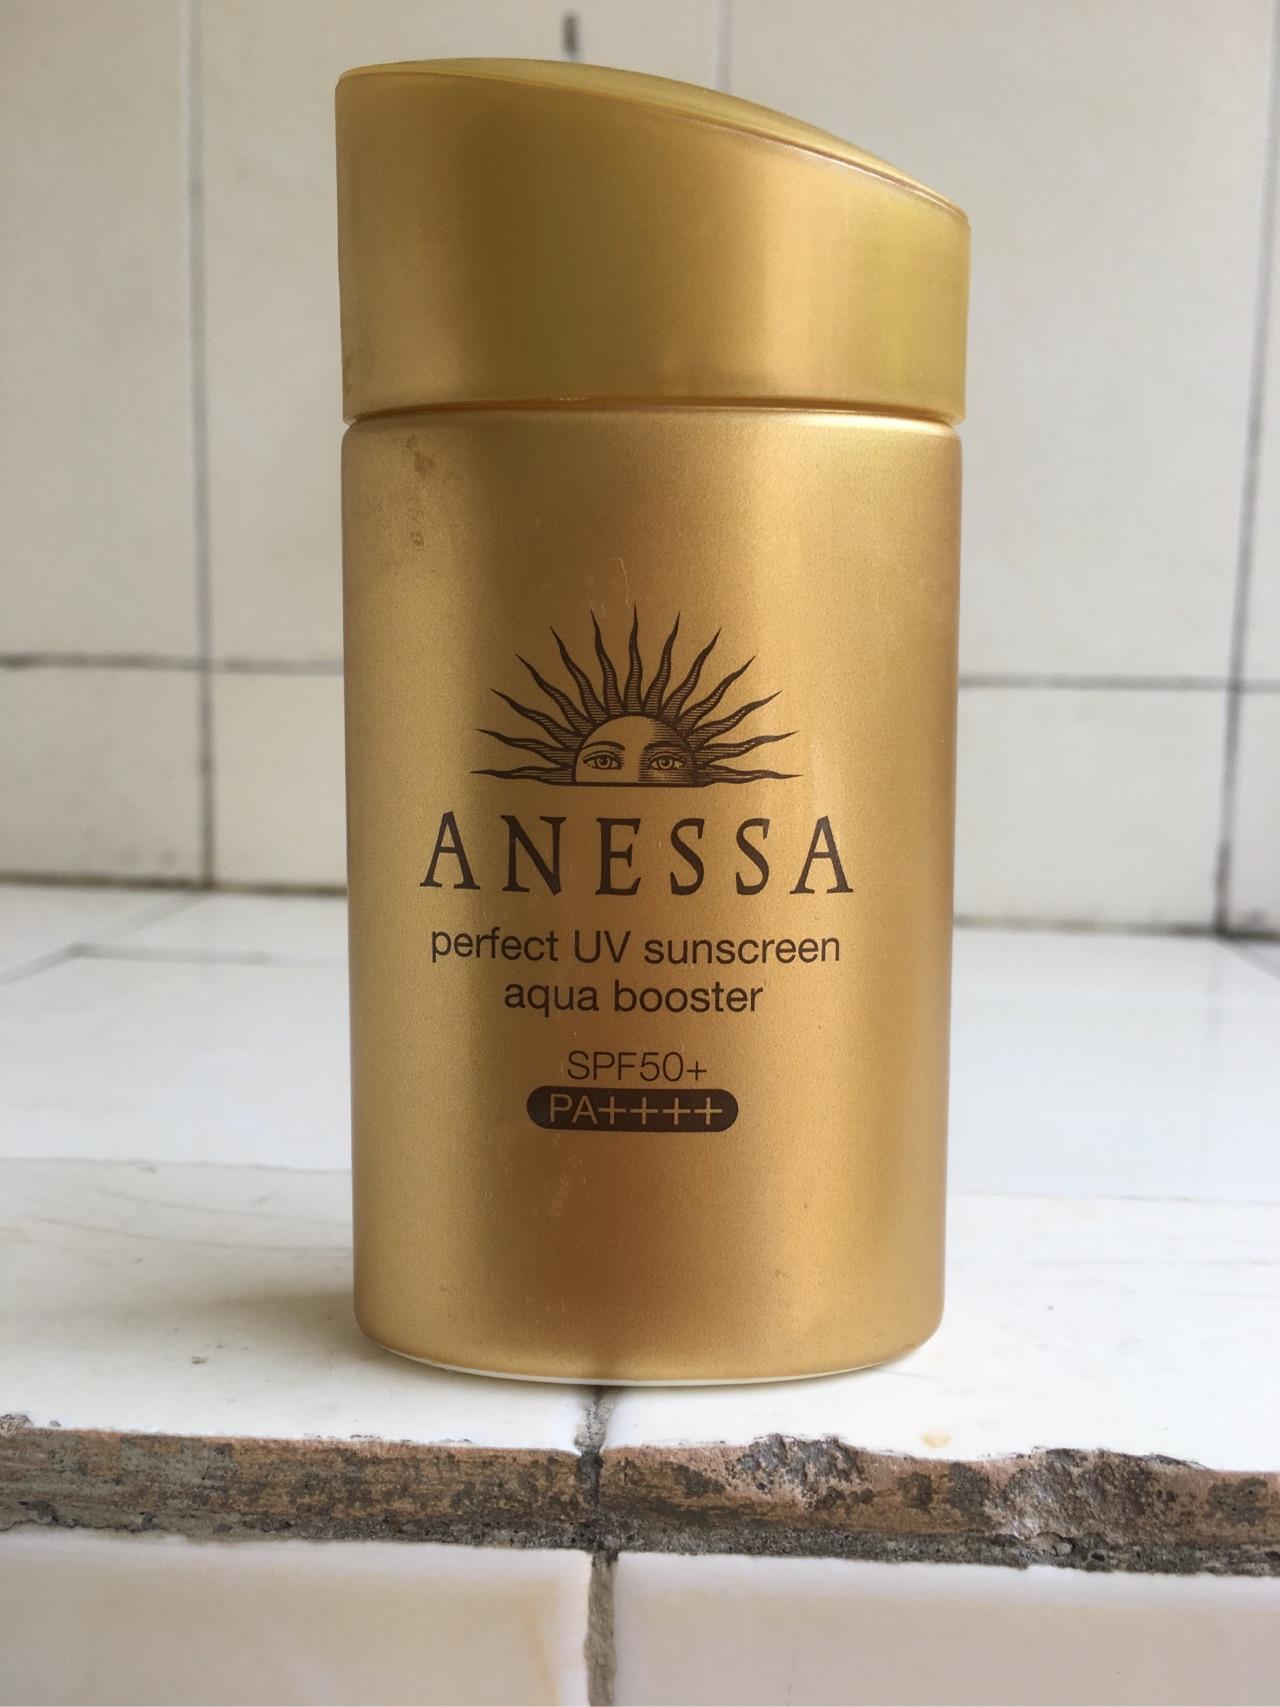 ANESSA
perfect UV sunscreen
aqua booster
SPF50+
PA++++